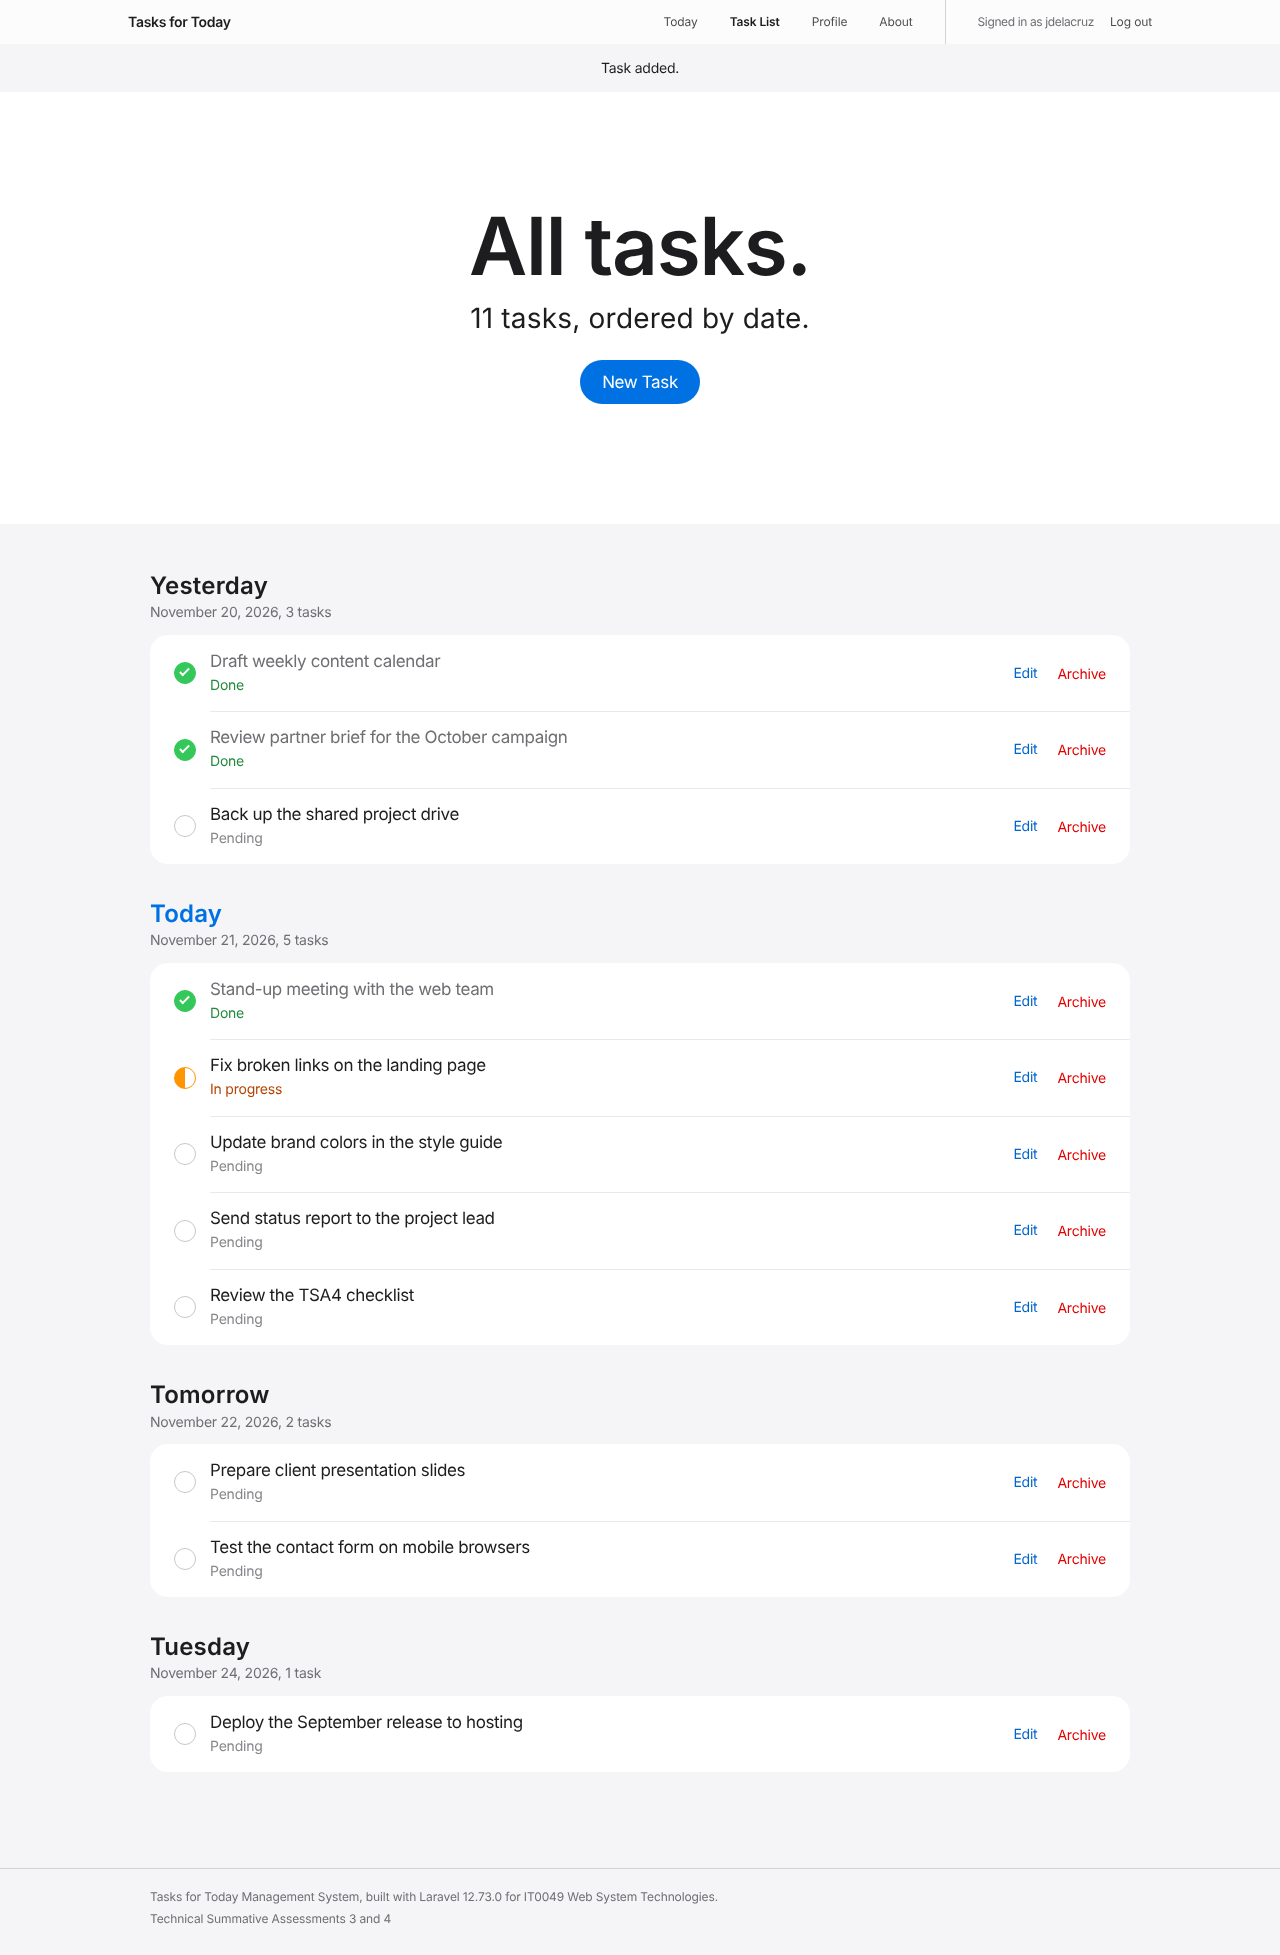 Tasks for Today
Today
Task List
Profile
About
Signed in as jdelacruz
Log out
Task added.
All tasks.
11 tasks, ordered by date.
New Task
Yesterday
November 20, 2026, 3 tasks
Draft weekly content calendar
Done
Edit
Archive
Review partner brief for the October campaign
Done
Edit
Archive
Back up the shared project drive
Pending
Edit
Archive
Today
November 21, 2026, 5 tasks
Stand-up meeting with the web team
Done
Edit
Archive
Fix broken links on the landing page
In progress
Edit
Archive
Update brand colors in the style guide
Pending
Edit
Archive
Send status report to the project lead
Pending
Edit
Archive
Review the TSA4 checklist
Pending
Edit
Archive
Tomorrow
November 22, 2026, 2 tasks
Prepare client presentation slides
Pending
Edit
Archive
Test the contact form on mobile browsers
Pending
Edit
Archive
Tuesday
November 24, 2026, 1 task
Deploy the September release to hosting
Pending
Edit
Archive
Tasks for Today Management System, built with Laravel 12.73.0 for IT0049 Web System Technologies.
Technical Summative Assessments 3 and 4